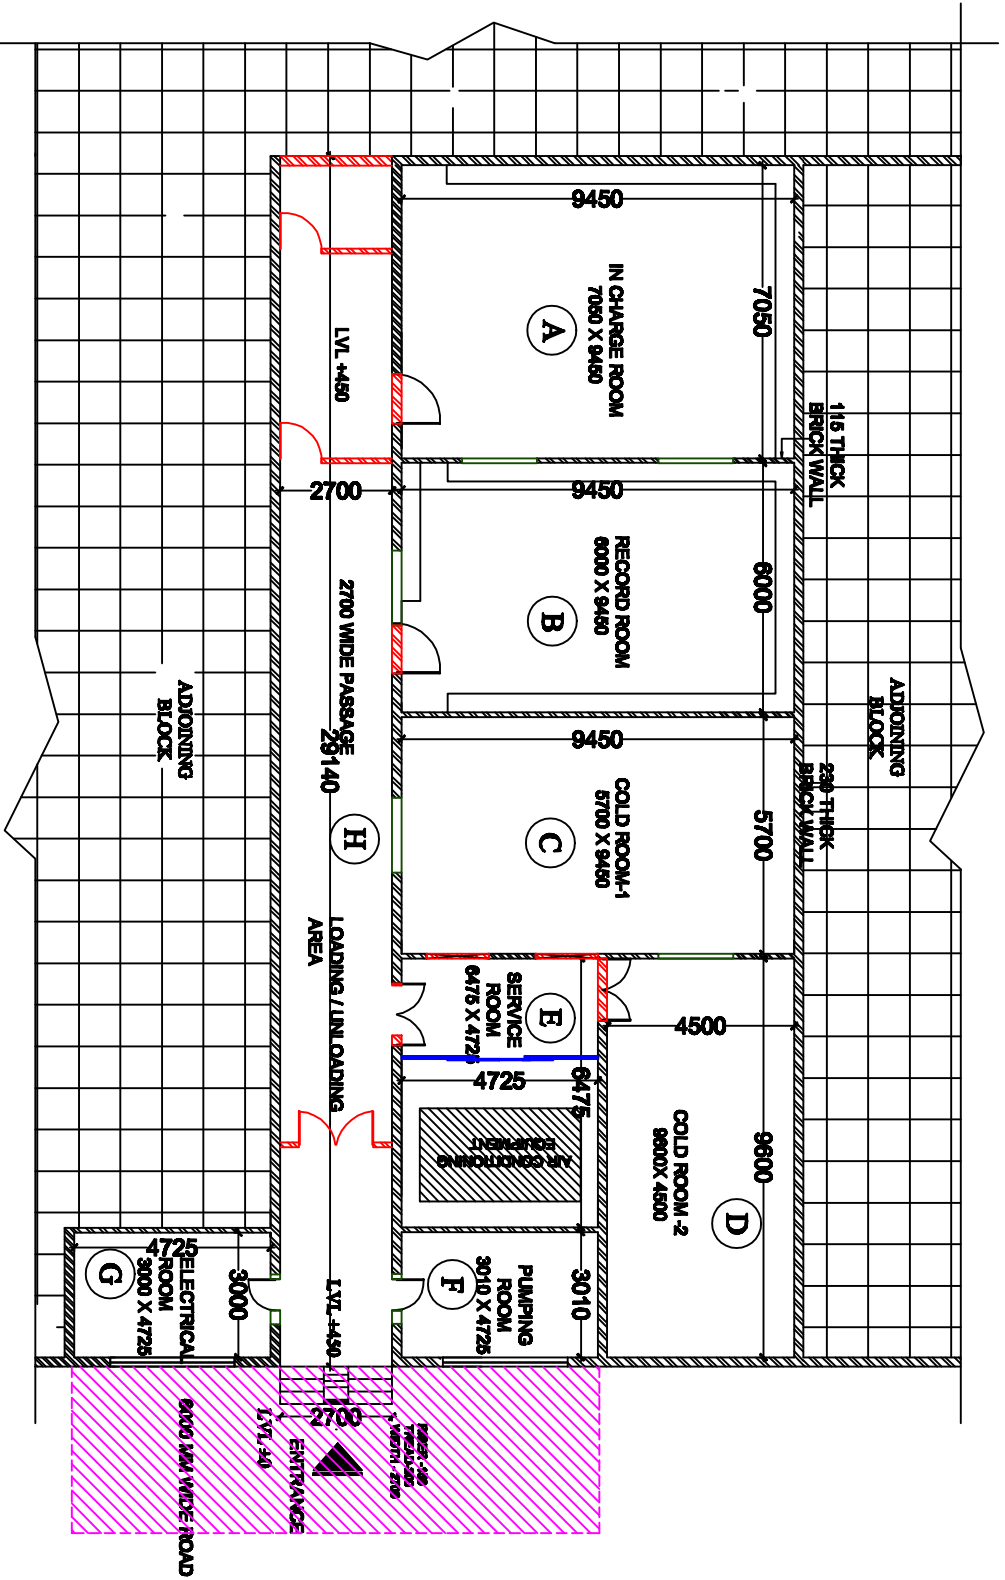 9450
7050
IN CHARGE ROOM
7050 X 9450
A
115 THICK
BRICK WALL
LVL +450
2700
9450
6000
RECORD ROOM
6000 X 9450
B
ADJOINING
BLOCK
ADJOINING
BLOCK
2700 WIDE PASSAGE
29140
9450
5700
230 THICK
BRICK WALL
COLD ROOM-1
5700 X 9450
C
H
LOADING / UNLOADING
AREA
SERVICE
ROOM
6475 X 4725
E
4500
4725
6475
AIR CONDITIONING
EQUIPMENT
COLD ROOM -2
9600X 4500
9600
D
4725
3000
ELECTRICAL
ROOM
3000 X 4725
G
LVL +450
PUMPING
ROOM
3010 X 4725
3010
F
2700
LVL ±0
ENTRANCE
6000 MM WIDE ROAD